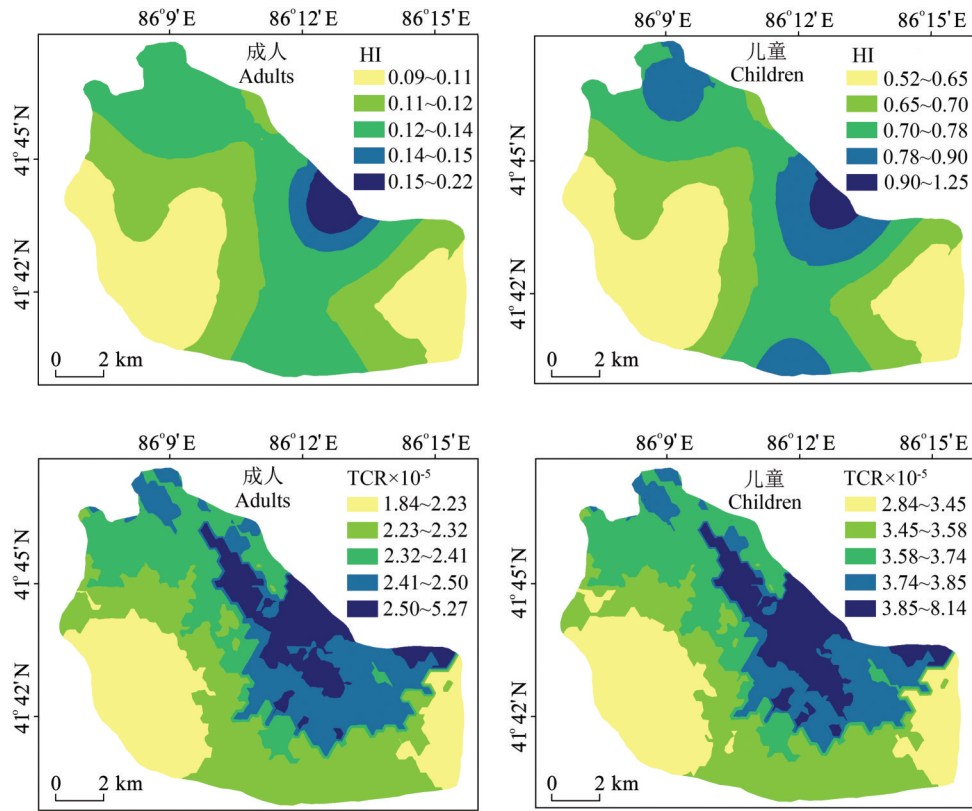 86°9′E 86°12′E 86°15′E
41°45′N
41°42′N
成人
Adults
HI
0.09~0.11
0.11~0.12
0.12~0.14
0.14~0.15
0.15~0.22
0 2 km
86°9′E 86°12′E 86°15′E
41°45′N
41°42′N
儿童
Children
HI
0.52~0.65
0.65~0.70
0.70~0.78
0.78~0.90
0.90~1.25
0 2 km
86°9′E 86°12′E 86°15′E
41°45′N
41°42′N
成人
Adults
TCR×10⁻⁵
1.84~2.23
2.23~2.32
2.32~2.41
2.41~2.50
2.50~5.27
0 2 km
86°9′E 86°12′E 86°15′E
41°45′N
41°42′N
儿童
Children
TCR×10⁻⁵
2.84~3.45
3.45~3.58
3.58~3.74
3.74~3.85
3.85~8.14
0 2 km